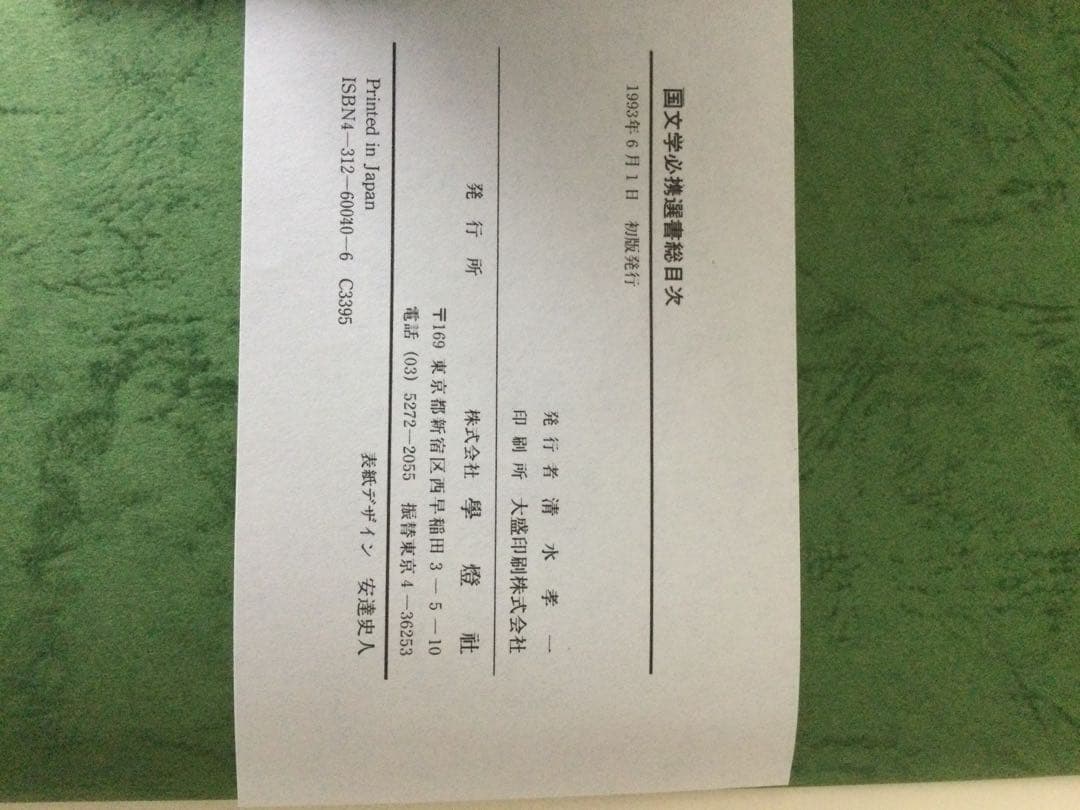 国文学必携選書総目次
1993年6月1日　初版発行
発行者　清水孝一
印刷所　大盛印刷株式会社
発行所　株式会社　學燈社
〒169 東京都新宿区西早稲田3－5－10
電話 (03) 5272－2055　振替東京4－36253
表紙デザイン　安達史人
Printed in Japan
ISBN4－312－60040－6　C3395